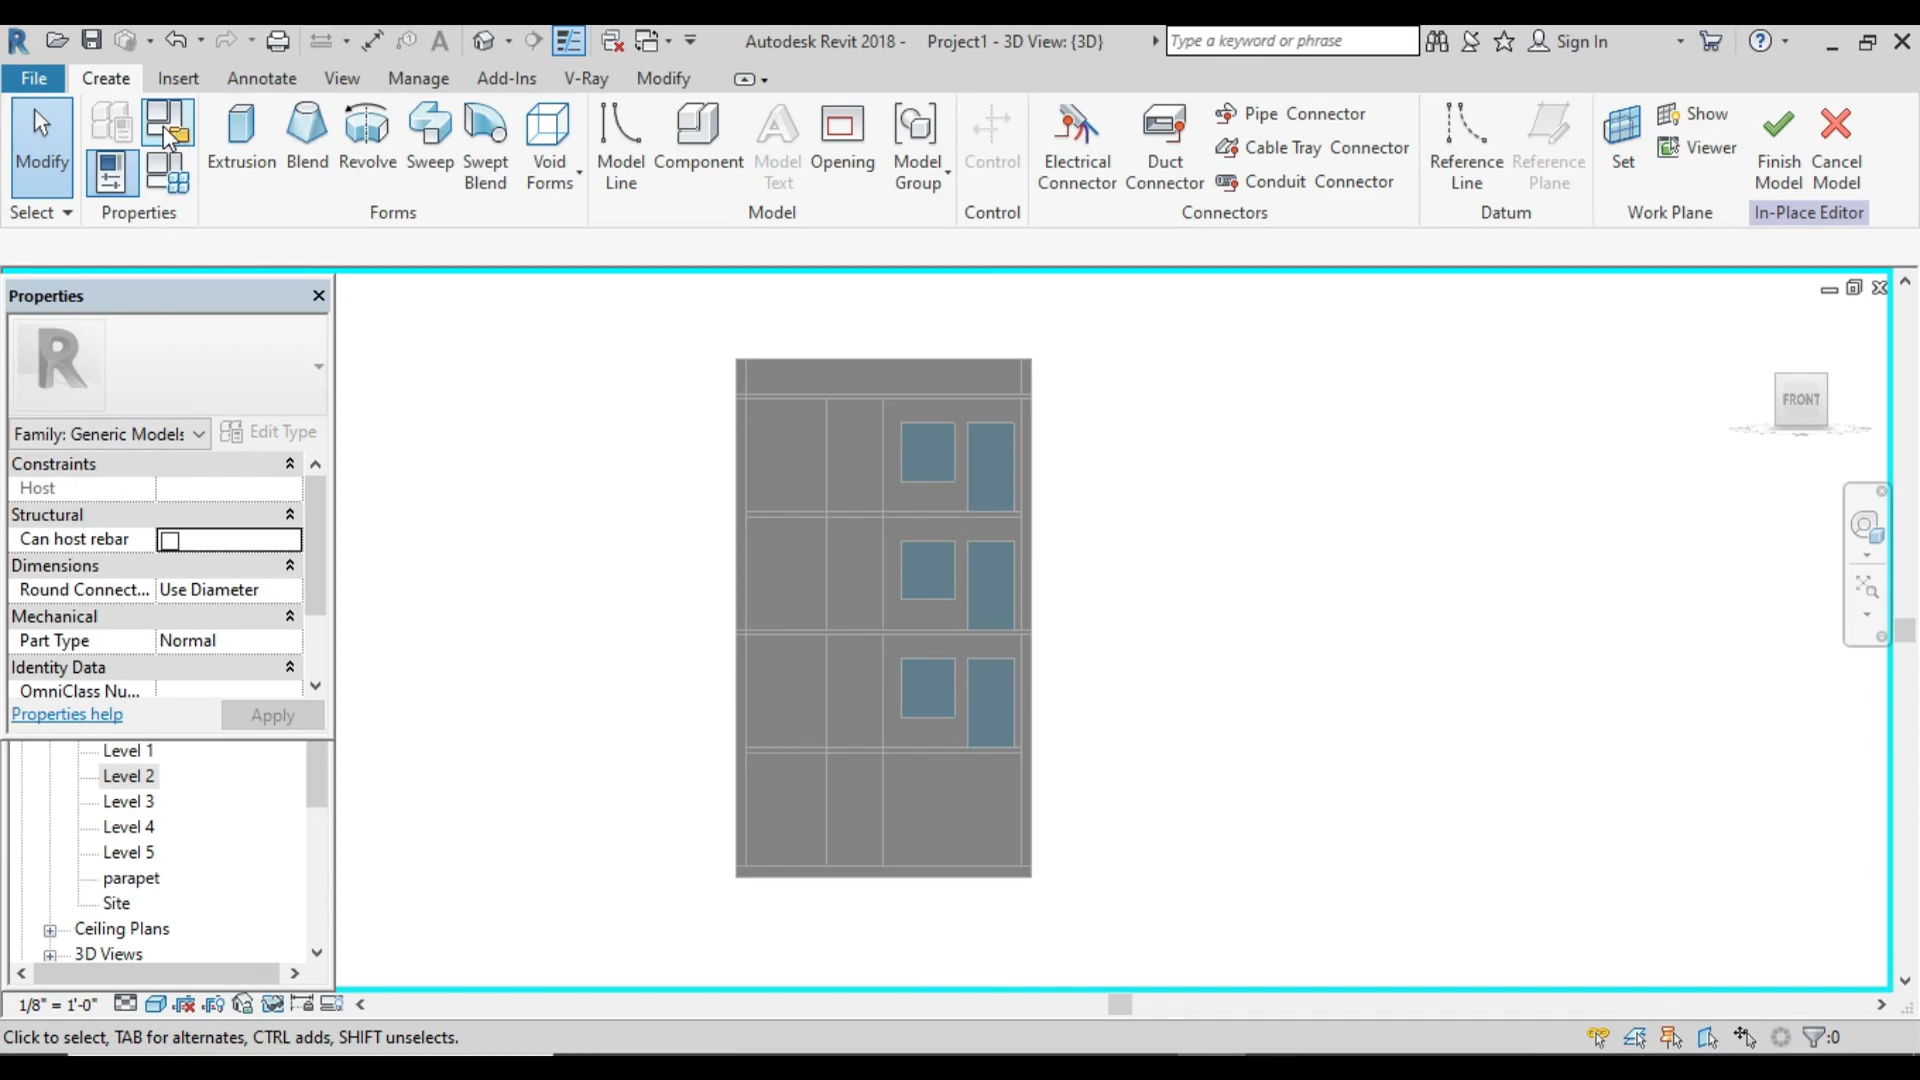 Autodesk Revit 2018 - Project1 - 3D View: {3D}
Type a keyword or phrase
Sign In
File Create Insert Annotate View Manage Add-Ins V-Ray Modify
Modify
Extrusion Blend Revolve Sweep Swept Blend Void Forms
Model Line Component Model Text Opening Model Group
Control
Electrical Connector Duct Connector
Pipe Connector
Cable Tray Connector
Conduit Connector
Reference Line Reference Plane
Set
Show
Viewer
Finish Model Cancel Model
Select Properties Forms Model Control Connectors Datum Work Plane In-Place Editor
Properties
Family: Generic Models Edit Type
Constraints
Host
Structural
Can host rebar
Dimensions
Round Connect... Use Diameter
Mechanical
Part Type Normal
Identity Data
OmniClass Nu...
Properties help Apply
Level 1
Level 2
Level 3
Level 4
Level 5
parapet
Site
Ceiling Plans
3D Views
FRONT
1/8" = 1'-0"
Click to select, TAB for alternates, CTRL adds, SHIFT unselects.
:0